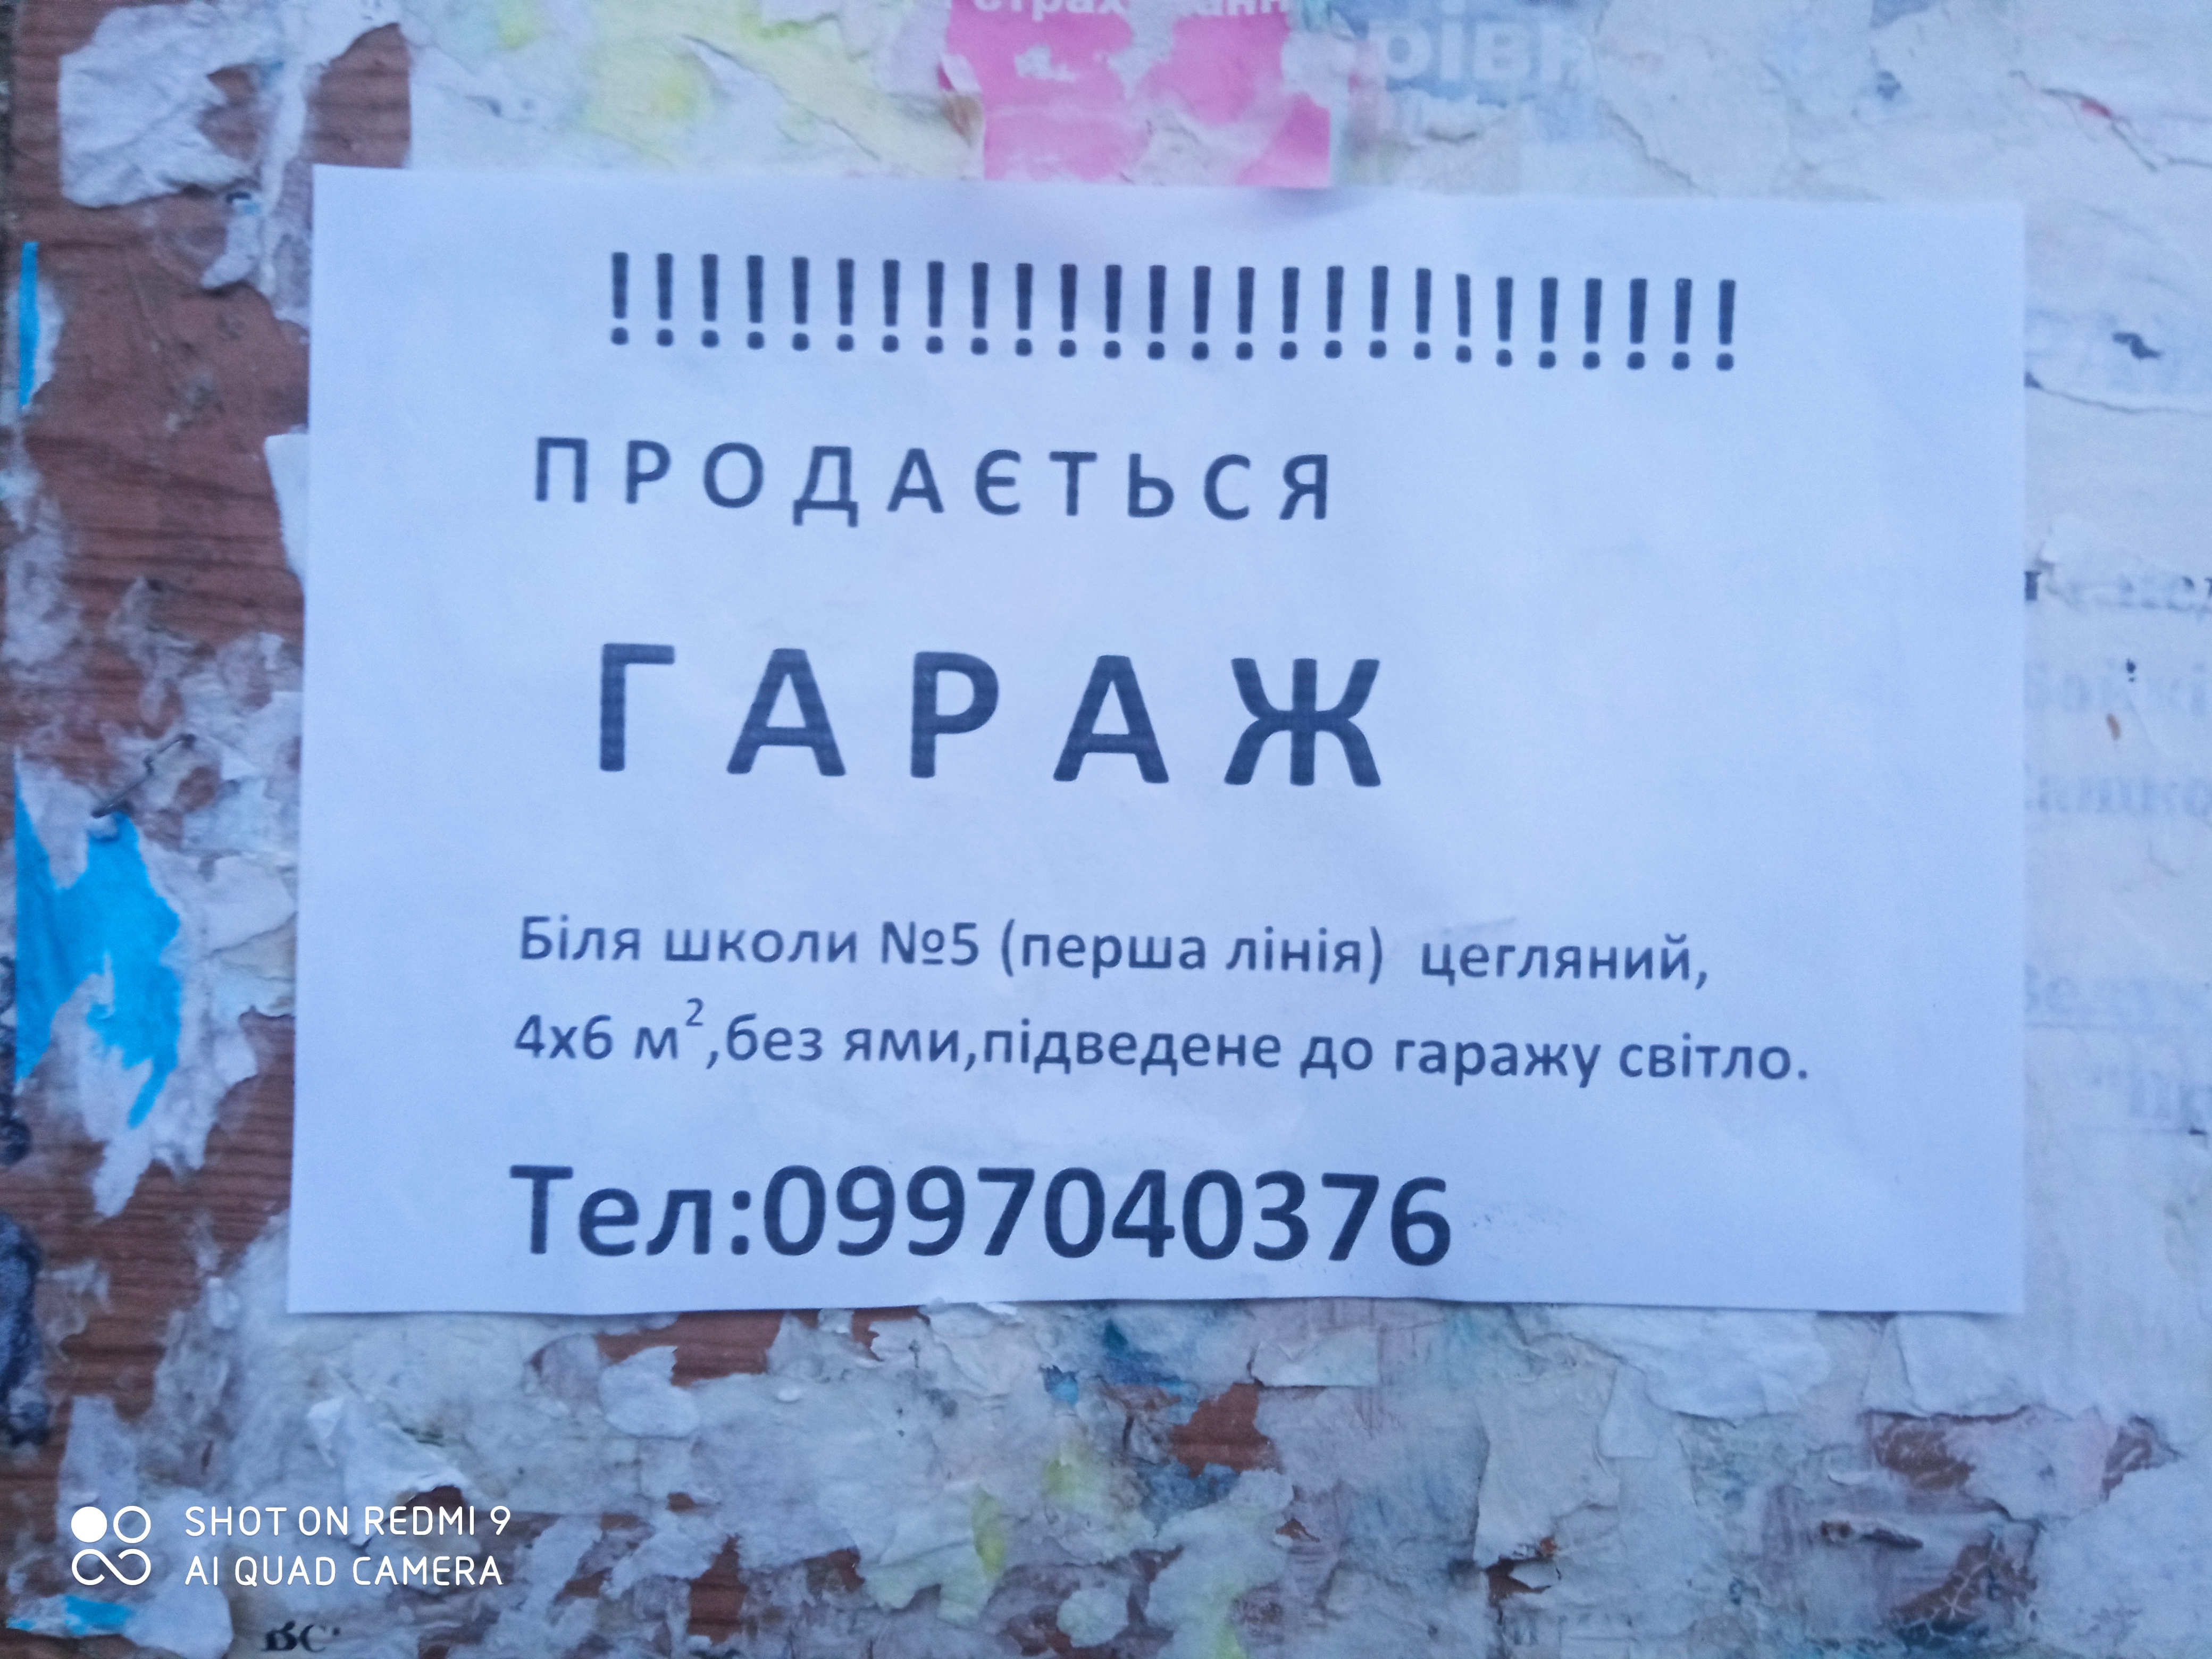 рівн
!!!!!!!!!!!!!!!!!!!!!!!!!!
ПРОДАЄТЬСЯ
ГАРАЖ
Біля школи №5 (перша лінія) цегляний,
4х6 м²,без ями,підведене до гаражу світло.
Тел:0997040376
SHOT ON REDMI 9
AI QUAD CAMERA